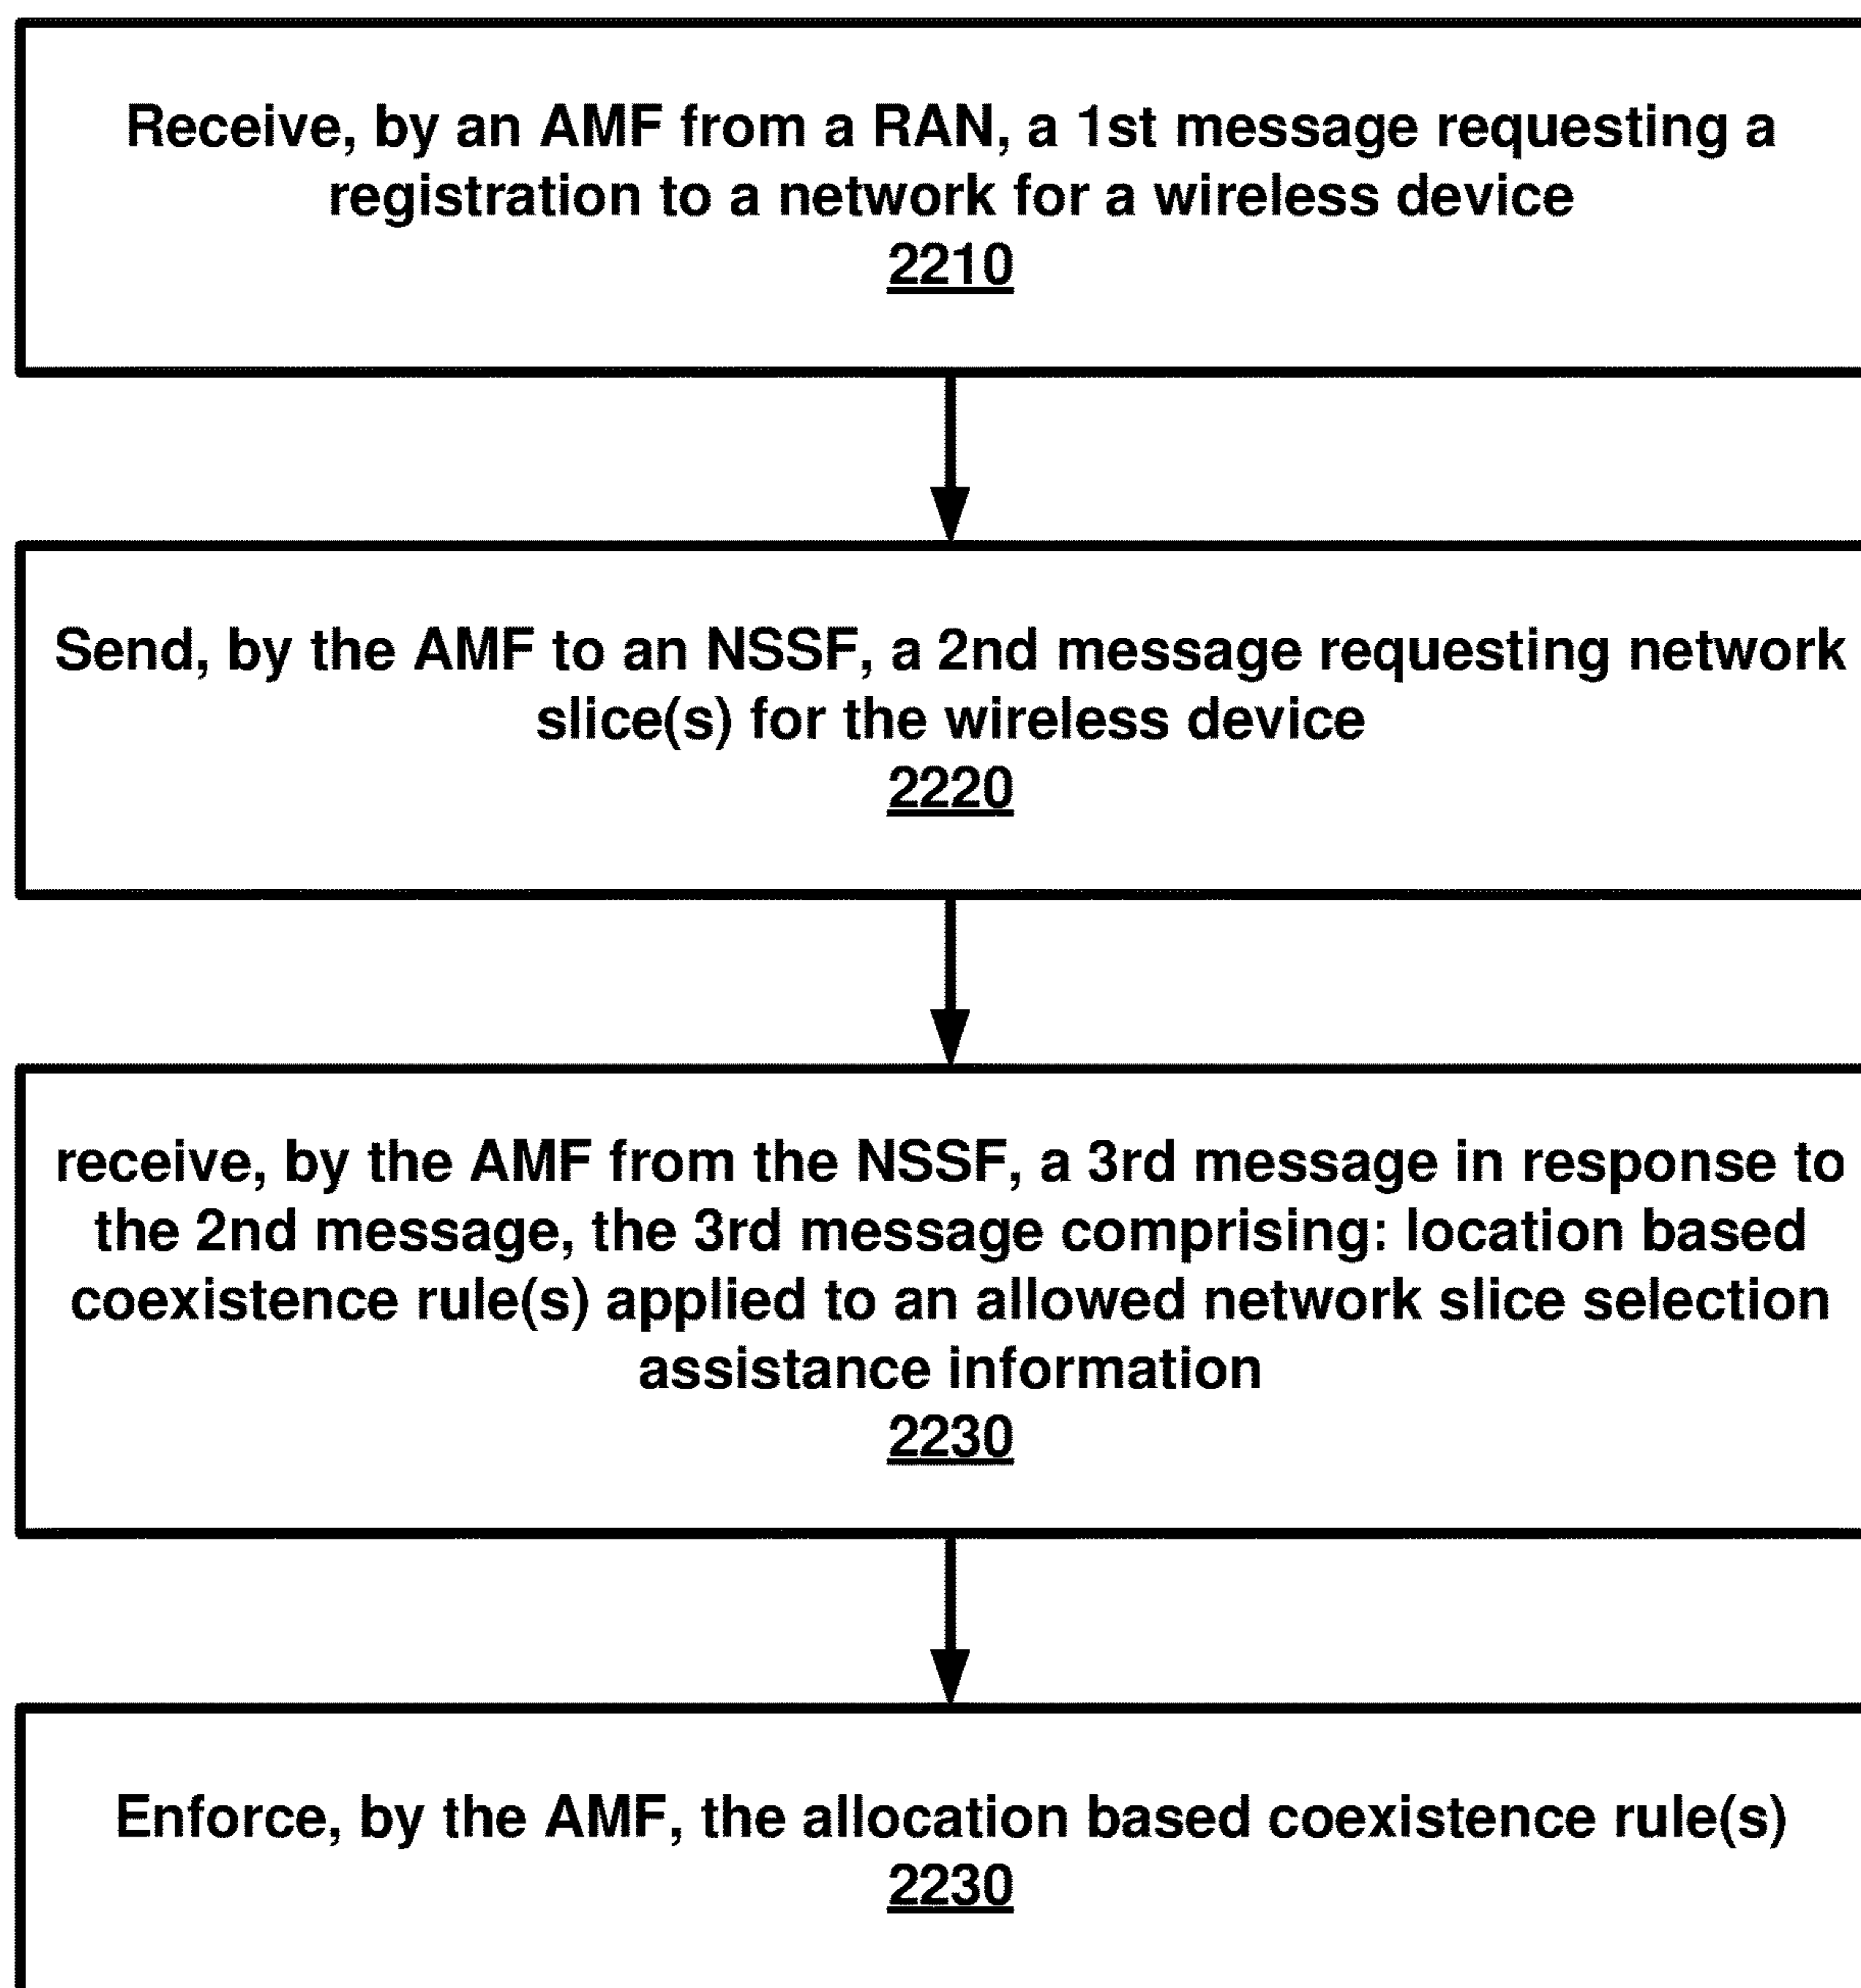 Receive, by an AMF from a RAN, a 1st message requesting a
registration to a network for a wireless device
2210
Send, by the AMF to an NSSF, a 2nd message requesting network
slice(s) for the wireless device
2220
receive, by the AMF from the NSSF, a 3rd message in response to
the 2nd message, the 3rd message comprising: location based
coexistence rule(s) applied to an allowed network slice selection
assistance information
2230
Enforce, by the AMF, the allocation based coexistence rule(s)
2230